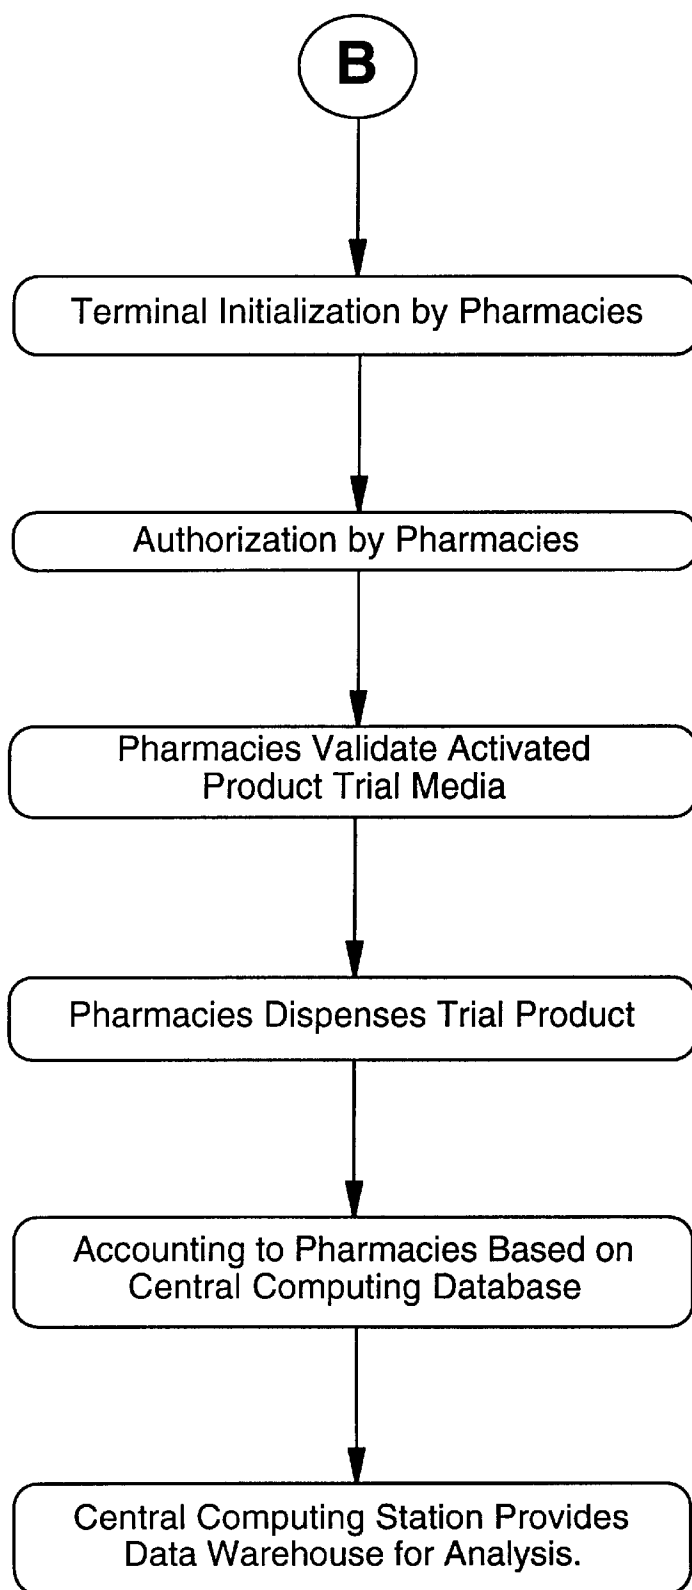 B
Terminal Initialization by Pharmacies
Authorization by Pharmacies
Pharmacies Validate Activated
Product Trial Media
Pharmacies Dispenses Trial Product
Accounting to Pharmacies Based on
Central Computing Database
Central Computing Station Provides
Data Warehouse for Analysis.